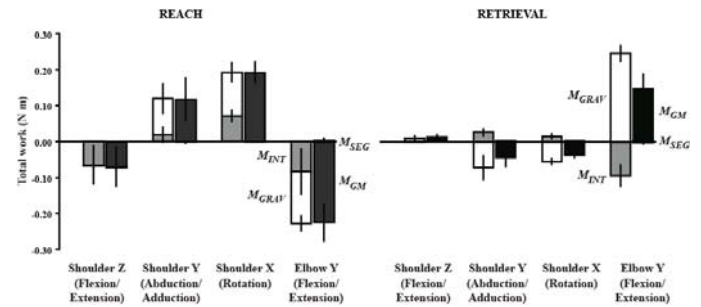 REACH
RETRIEVAL
Total work (N m)
0.30
0.20
0.10
0.00
-0.10
-0.20
-0.30
M_INT
M_GRAV
M_SEG
M_GM
M_GRAV
M_GM
M_SEG
M_INT
Shoulder Z
(Flexion/
Extension)
Shoulder Y
(Abduction/
Adduction)
Shoulder X
(Rotation)
Elbow Y
(Flexion/
Extension)
Shoulder Z
(Flexion/
Extension)
Shoulder Y
(Abduction/
Adduction)
Shoulder X
(Rotation)
Elbow Y
(Flexion/
Extension)